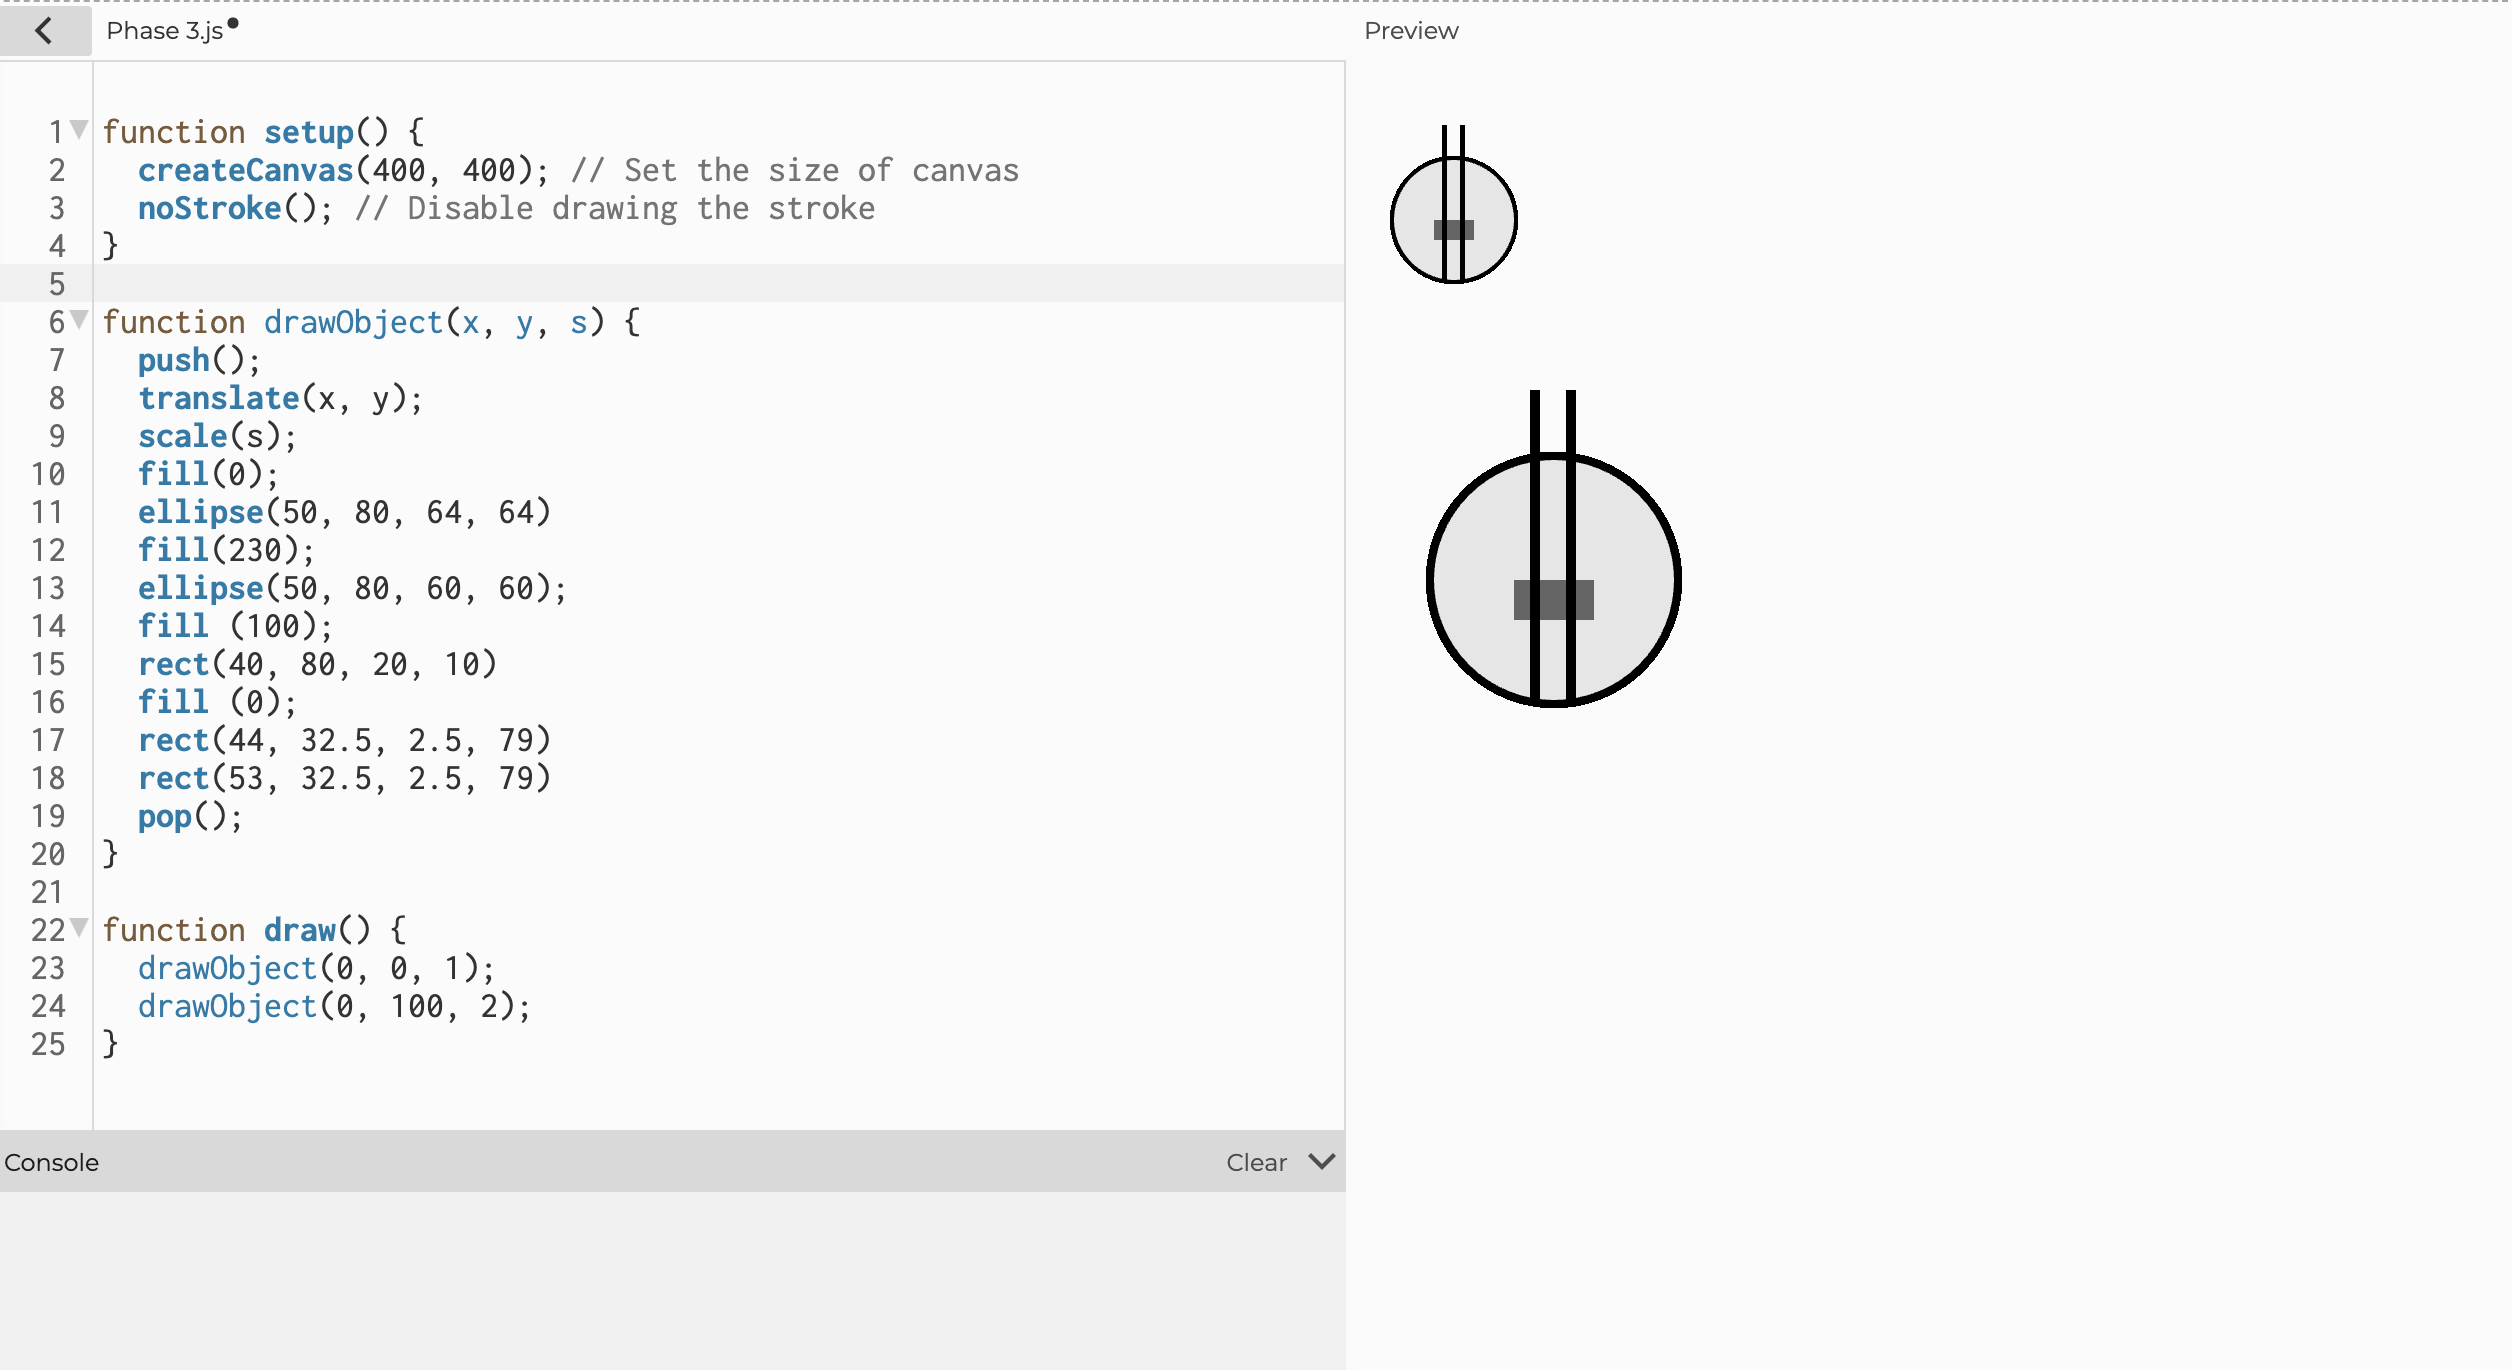 Phase 3.js
Preview
1 function setup() {
2 createCanvas(400, 400); // Set the size of canvas
3 noStroke(); // Disable drawing the stroke
4 }
5
6 function drawObject(x, y, s) {
7 push();
8 translate(x, y);
9 scale(s);
10 fill(0);
11 ellipse(50, 80, 64, 64)
12 fill(230);
13 ellipse(50, 80, 60, 60);
14 fill (100);
15 rect(40, 80, 20, 10)
16 fill (0);
17 rect(44, 32.5, 2.5, 79)
18 rect(53, 32.5, 2.5, 79)
19 pop();
20 }
21
22 function draw() {
23 drawObject(0, 0, 1);
24 drawObject(0, 100, 2);
25 }
Console
Clear